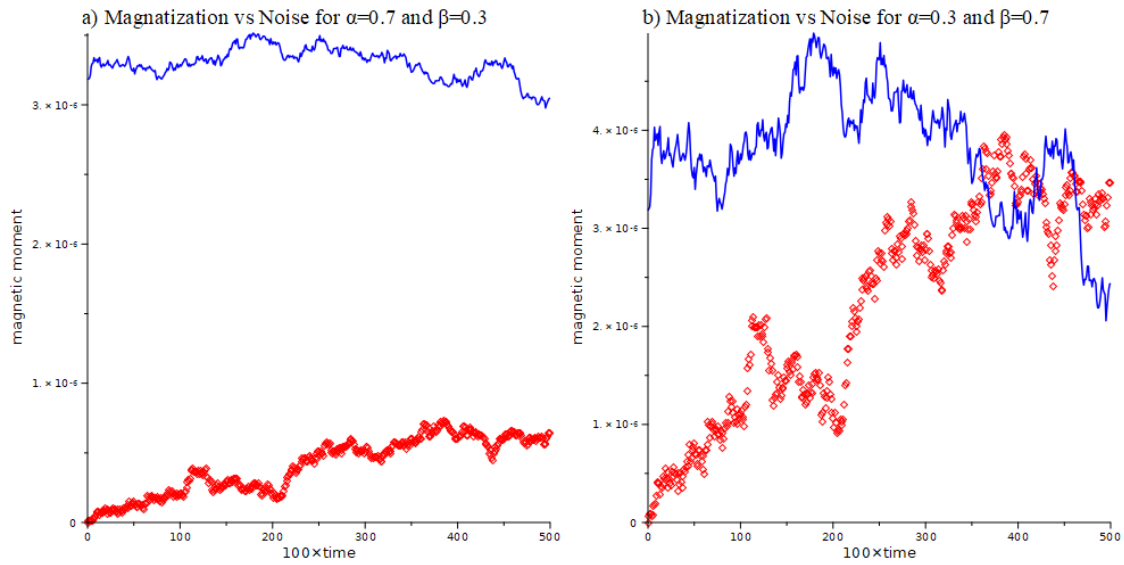 a) Magnatization vs Noise for α=0.7 and β=0.3
3. × 10⁻⁶
2. × 10⁻⁶
1. × 10⁻⁶
0
magnetic moment
0 100 200 300 400 500
100×time
b) Magnatization vs Noise for α=0.3 and β=0.7
4. × 10⁻⁶
3. × 10⁻⁶
2. × 10⁻⁶
1. × 10⁻⁶
0
magnetic moment
0 100 200 300 400 500
100×time